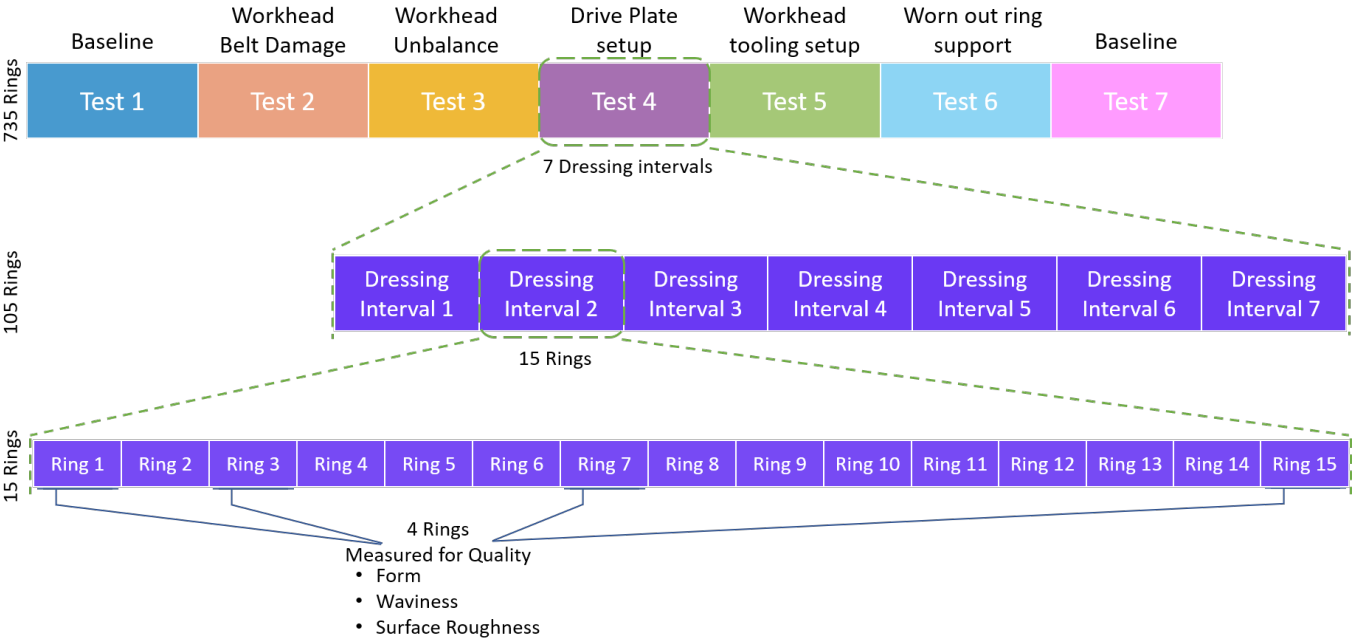 Baseline
Workhead
Belt Damage
Workhead
Unbalance
Drive Plate
setup
Workhead
tooling setup
Worn out ring
support
Baseline
735 Rings
Test 1
Test 2
Test 3
Test 4
Test 5
Test 6
Test 7
7 Dressing intervals
105 Rings
Dressing
Interval 1
Dressing
Interval 2
Dressing
Interval 3
Dressing
Interval 4
Dressing
Interval 5
Dressing
Interval 6
Dressing
Interval 7
15 Rings
15 Rings
Ring 1
Ring 2
Ring 3
Ring 4
Ring 5
Ring 6
Ring 7
Ring 8
Ring 9
Ring 10
Ring 11
Ring 12
Ring 13
Ring 14
Ring 15
4 Rings
Measured for Quality
• Form
• Waviness
• Surface Roughness